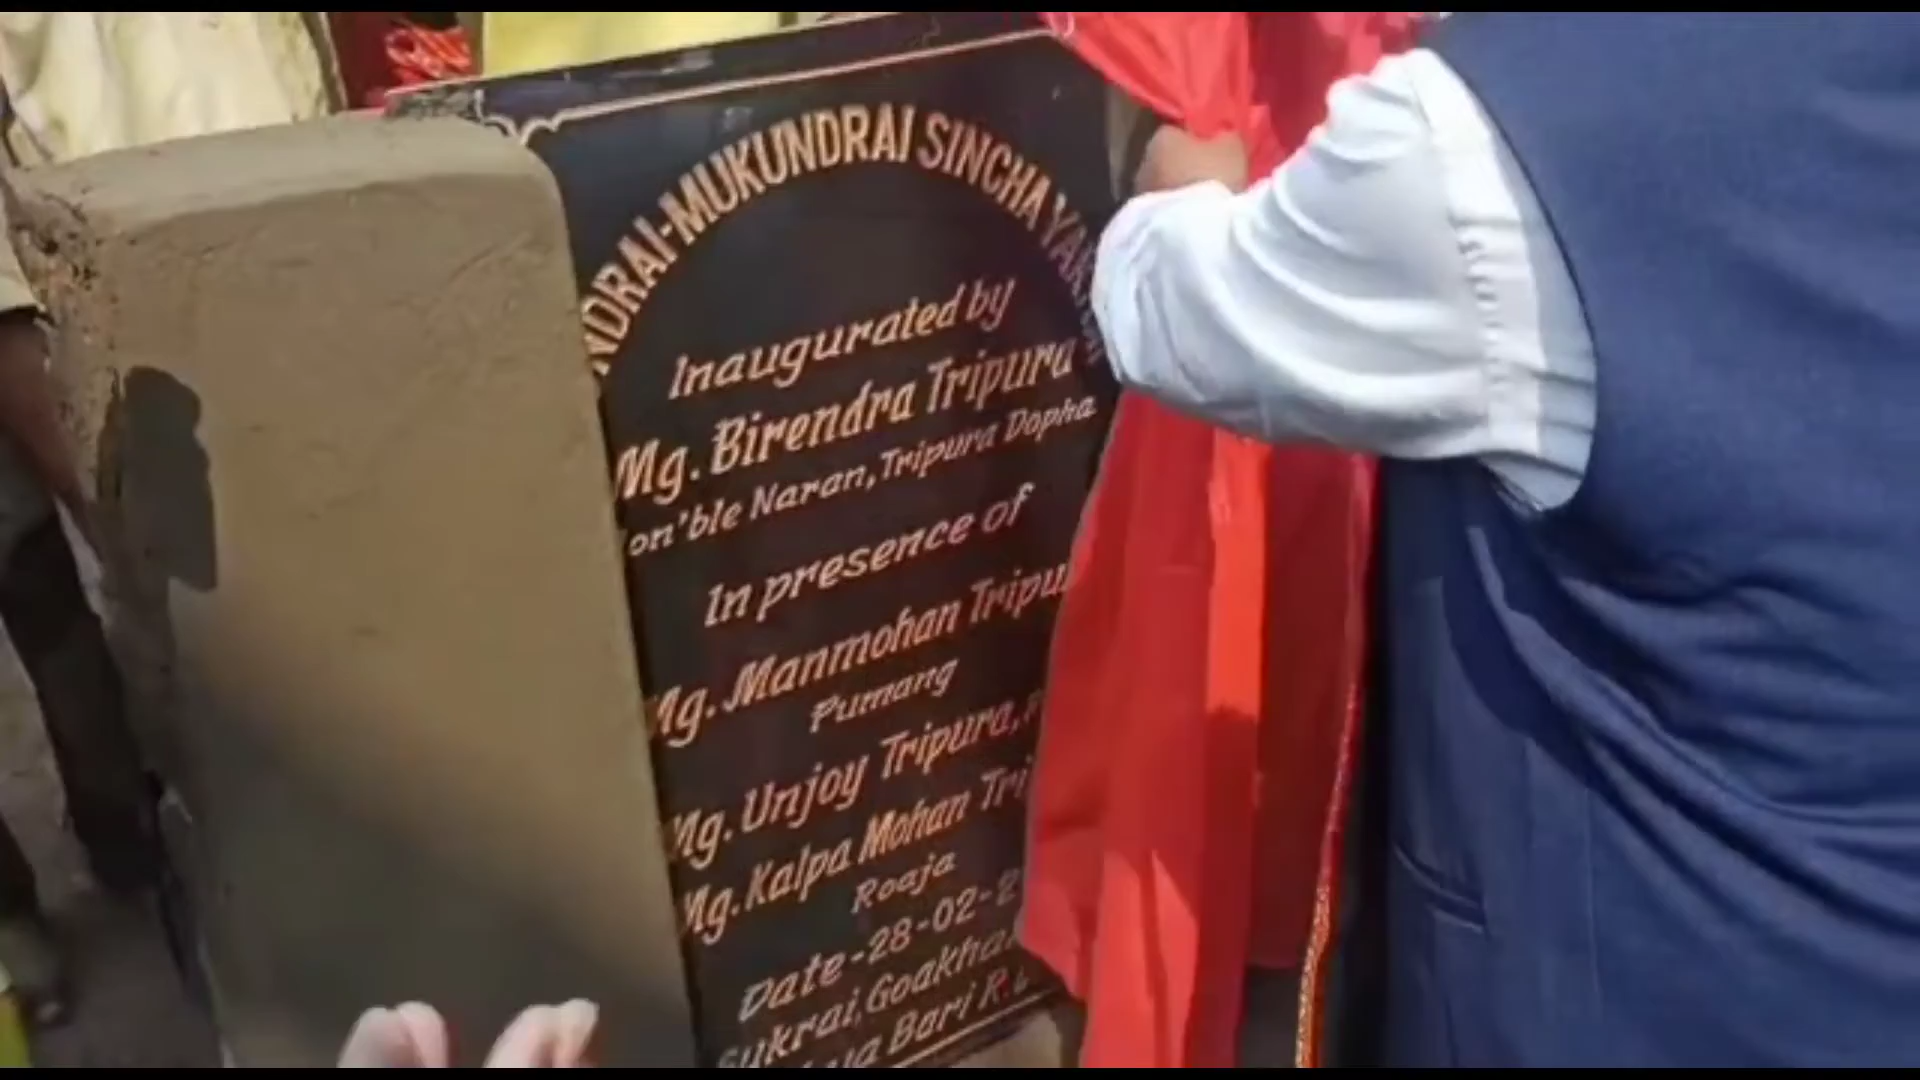 NDRAI-MUKUNDRAI SINCHA
Inaugurated by
Mg. Birendra Tripura
on'ble Naran, Tripura Dopha
In presence of
Mg. Manmohan Tripu
Pumang
Mg. Unjoy Tripura,
Mg. Kalpa Mohan Tri
Roaja
Date-28-02-2
Sukrai, Goakha
Bari R.